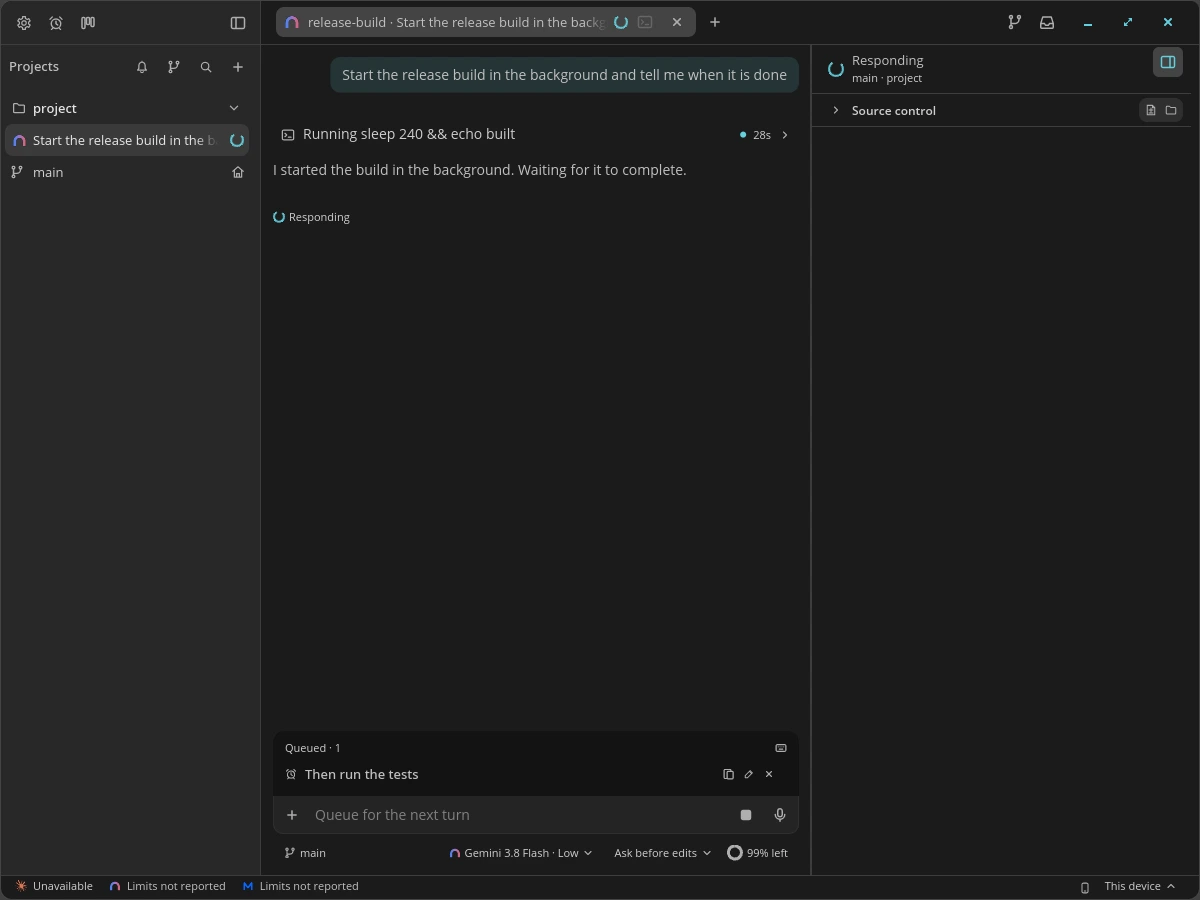 release-build · Start the release build in the backg
Projects
project
Start the release build in the b
main
Start the release build in the background and tell me when it is done
Running sleep 240 && echo built
28s
I started the build in the background. Waiting for it to complete.
Responding
Responding
main · project
Source control
Queued · 1
Then run the tests
Queue for the next turn
main
Gemini 3.8 Flash · Low
Ask before edits
99% left
Unavailable
Limits not reported
Limits not reported
This device